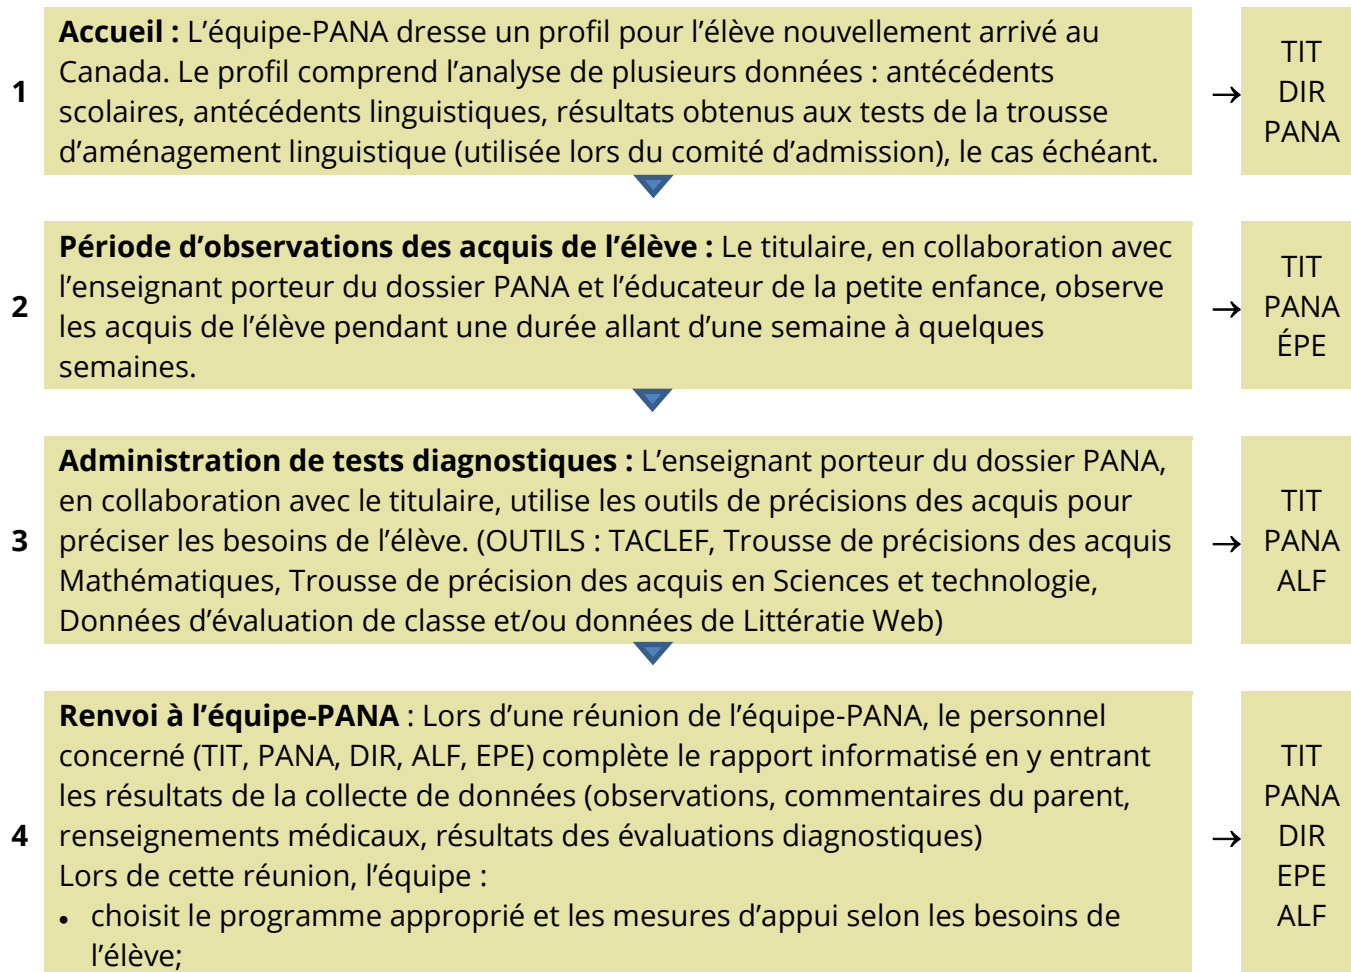 Accueil : L’équipe-PANA dresse un profil pour l’élève nouvellement arrivé au
Canada. Le profil comprend l’analyse de plusieurs données : antécédents
1
scolaires, antécédents linguistiques, résultats obtenus aux tests de la trousse
d’aménagement linguistique (utilisée lors du comité d’admission), le cas échéant.
→
TIT
DIR
PANA
Période d’observations des acquis de l’élève : Le titulaire, en collaboration avec
2
l’enseignant porteur du dossier PANA et l’éducateur de la petite enfance, observe
les acquis de l’élève pendant une durée allant d’une semaine à quelques
semaines.
→
TIT
PANA
ÉPE
Administration de tests diagnostiques : L’enseignant porteur du dossier PANA,
en collaboration avec le titulaire, utilise les outils de précisions des acquis pour
3
préciser les besoins de l’élève. (OUTILS : TACLEF, Trousse de précisions des acquis
Mathématiques, Trousse de précision des acquis en Sciences et technologie,
Données d’évaluation de classe et/ou données de Littératie Web)
→
TIT
PANA
ALF
Renvoi à l’équipe-PANA : Lors d’une réunion de l’équipe-PANA, le personnel
concerné (TIT, PANA, DIR, ALF, EPE) complète le rapport informatisé en y entrant
les résultats de la collecte de données (observations, commentaires du parent,
4
renseignements médicaux, résultats des évaluations diagnostiques)
Lors de cette réunion, l’équipe :
• choisit le programme approprié et les mesures d’appui selon les besoins de
l’élève;
→
TIT
PANA
DIR
EPE
ALF